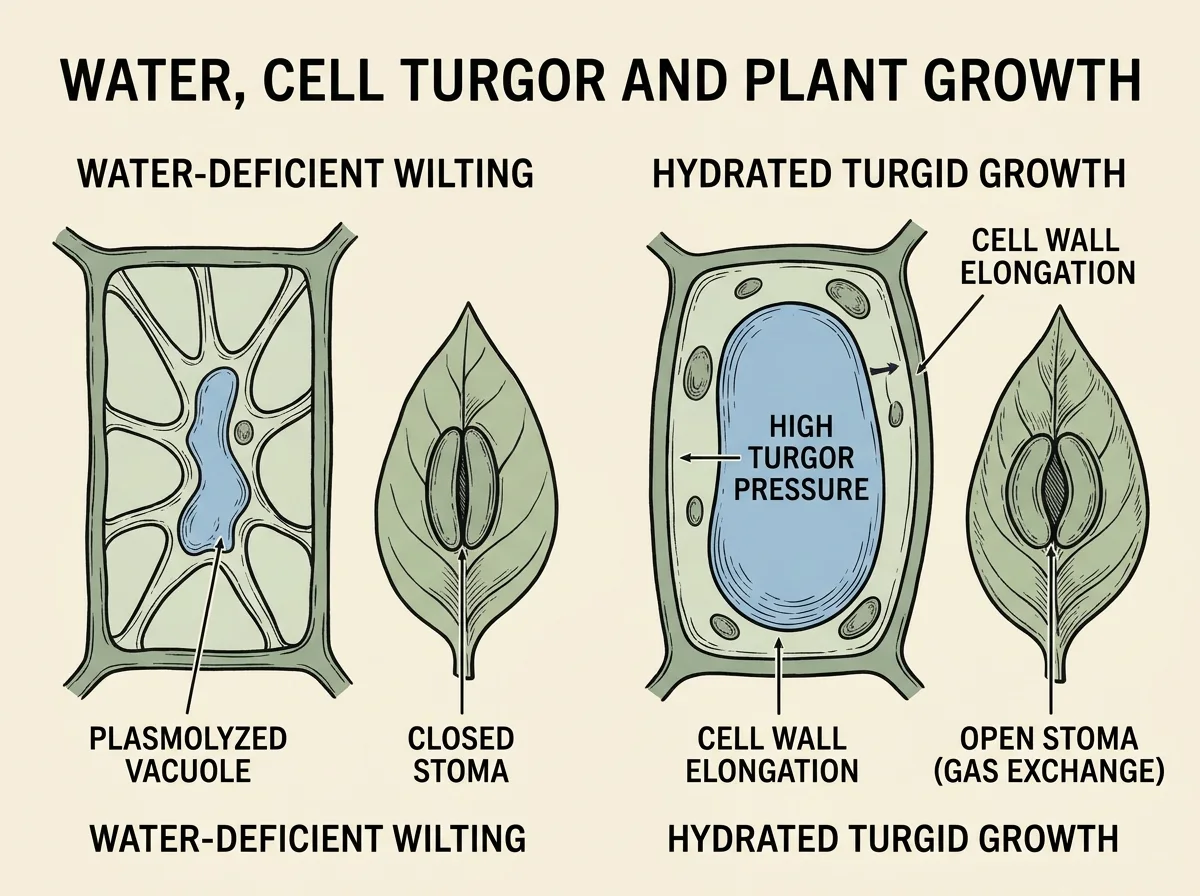 WATER, CELL TURGOR AND PLANT GROWTH
WATER-DEFICIENT WILTING
HYDRATED TURGID GROWTH
CELL WALL
ELONGATION
HIGH
TURGOR
PRESSURE
PLASMOLYZED
VACUOLE
CLOSED
STOMA
CELL WALL
ELONGATION
OPEN STOMA
(GAS EXCHANGE)
WATER-DEFICIENT WILTING
HYDRATED TURGID GROWTH